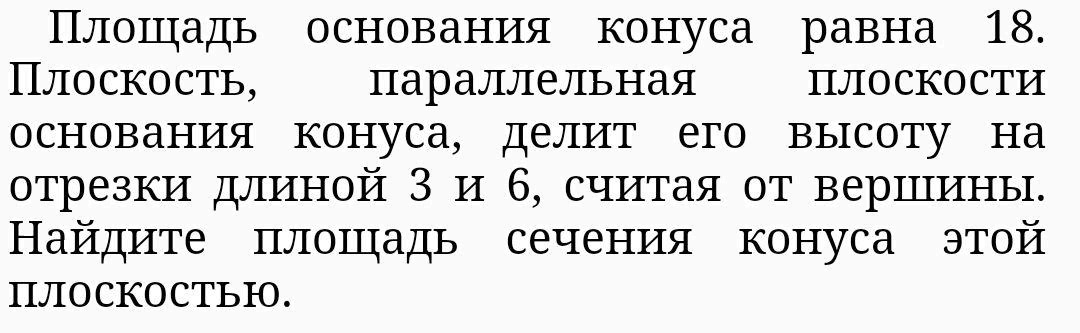 Площадь основания конуса равна 18.
Плоскость, параллельная плоскости
основания конуса, делит его высоту на
отрезки длиной 3 и 6, считая от вершины.
Найдите площадь сечения конуса этой
плоскостью.